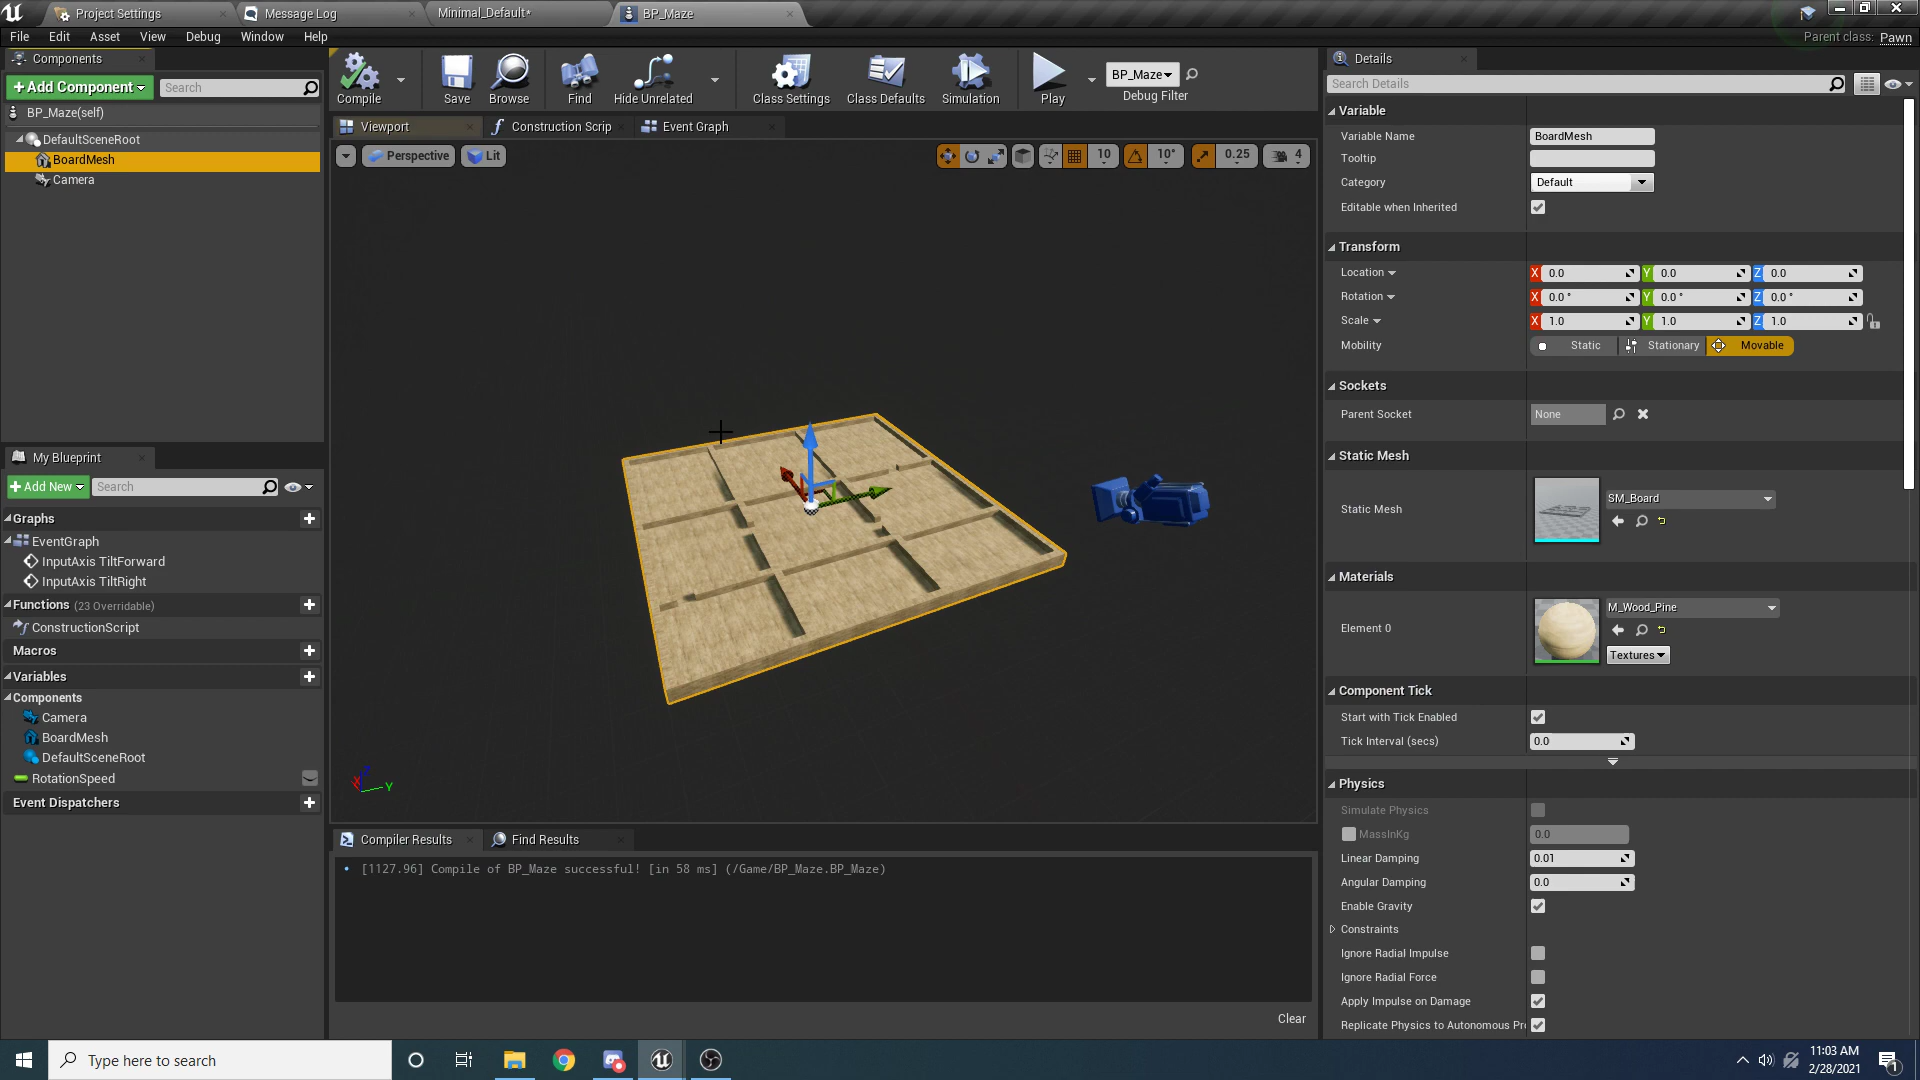 Project Settings
Message Log
Minimal_Default*
BP_Maze
File Edit Asset View Debug Window Help
Parent class: Pawn
Components
+Add Component
Search
BP_Maze(self)
DefaultSceneRoot
BoardMesh
Camera
My Blueprint
+Add New
Search
Graphs
EventGraph
InputAxis TiltForward
InputAxis TiltRight
Functions (23 Overridable)
ConstructionScript
Macros
Variables
Components
Camera
BoardMesh
DefaultSceneRoot
RotationSpeed
Event Dispatchers
Compile
Save
Browse
Find
Hide Unrelated
Class Settings
Class Defaults
Simulation
Play
BP_Maze
Debug Filter
Viewport
Construction Scrip
Event Graph
Perspective
Lit
10
10°
0.25
4
X Z Y
Compiler Results
Find Results
[1127.96] Compile of BP_Maze successful! [in 58 ms] (/Game/BP_Maze.BP_Maze)
Clear
Details
Search Details
Variable
Variable Name BoardMesh
Tooltip
Category Default
Editable when Inherited
Transform
Location X 0.0 Y 0.0 Z 0.0
Rotation X 0.0 ° Y 0.0 ° Z 0.0 °
Scale X 1.0 Y 1.0 Z 1.0
Mobility Static Stationary Movable
Sockets
Parent Socket None
Static Mesh
Static Mesh SM_Board
Materials
Element 0 M_Wood_Pine
Textures
Component Tick
Start with Tick Enabled
Tick Interval (secs) 0.0
Physics
Simulate Physics
MassInKg 0.0
Linear Damping 0.01
Angular Damping 0.0
Enable Gravity
Constraints
Ignore Radial Impulse
Ignore Radial Force
Apply Impulse on Damage
Replicate Physics to Autonomous Pr
Type here to search
11:03 AM
2/28/2021
1